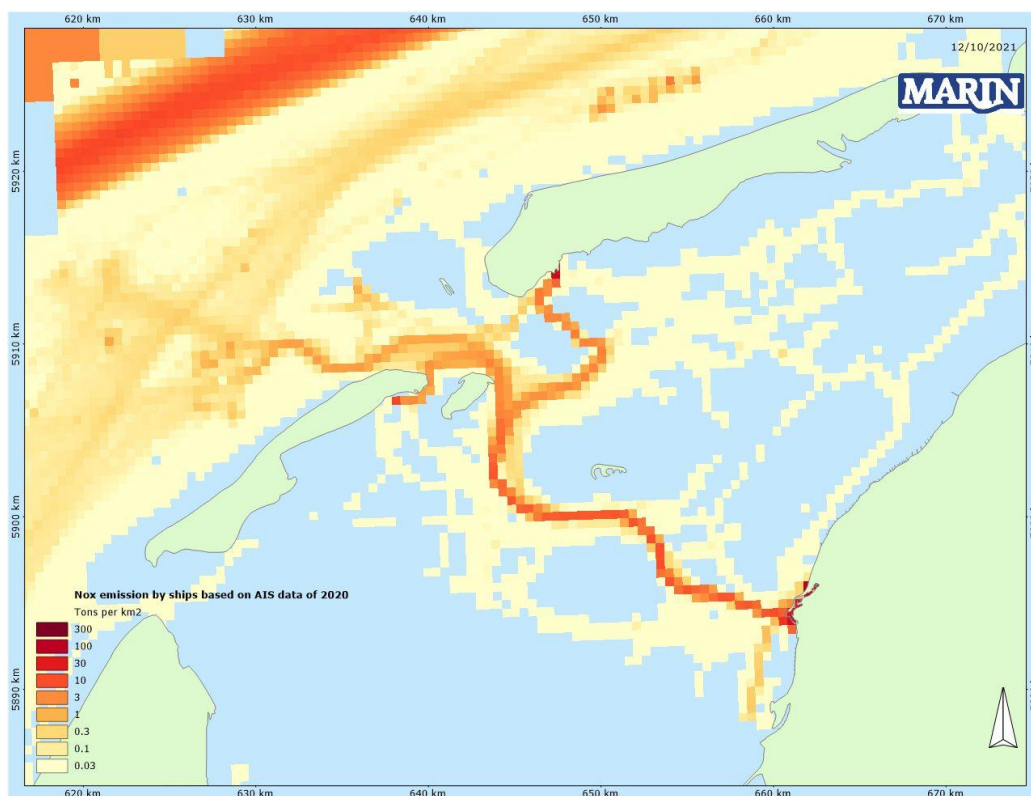 620 km 630 km 640 km 650 km 660 km 670 km
12/10/2021
MARIN
5920 km
5910 km
5900 km
5890 km
Nox emission by ships based on AIS data of 2020
Tons per km2
300
100
30
10
3
1
0.3
0.1
0.03
620 km 630 km 640 km 650 km 660 km 670 km